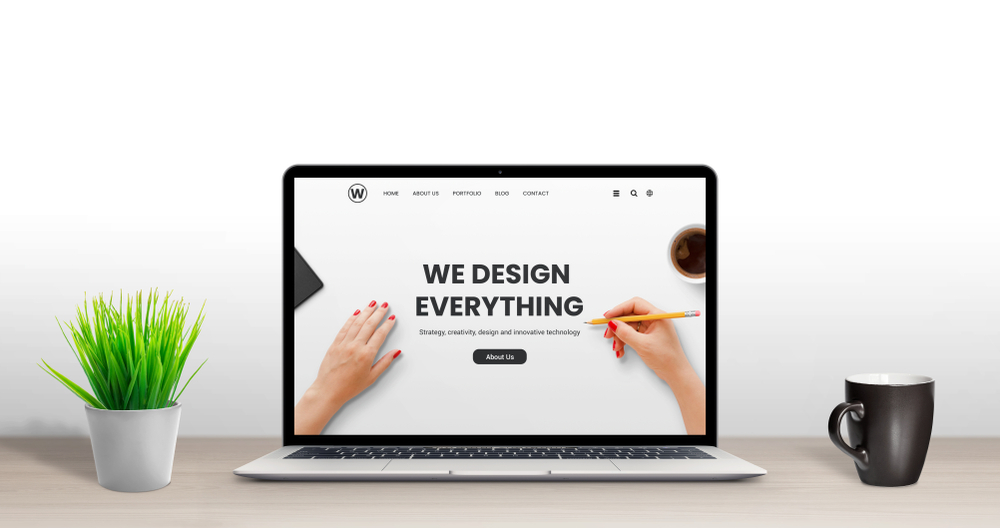 W HOME ABOUT US PORTFOLIO BLOG CONTACT
WE DESIGN
EVERYTHING
Strategy, creativity, design and innovative technology
About Us